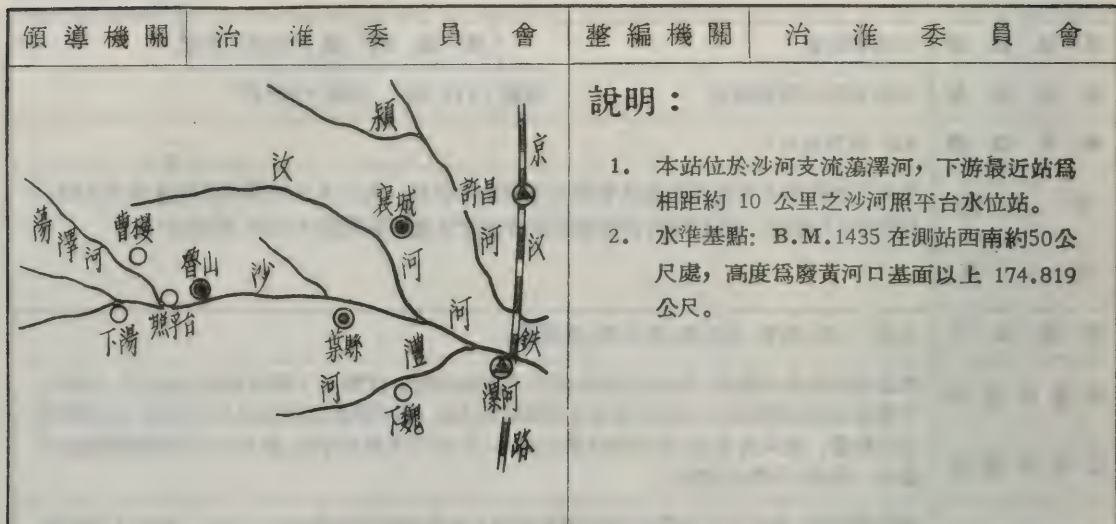 領導機關 治淮委員會 整編機關 治淮委員會
說明：
1. 本站位於沙河支流蕩澤河，下游最近站爲
相距約 10 公里之沙河照平台水位站。
2. 水準基點：B.M.1435 在測站西南約50公
尺處，高度爲廢黃河口基面以上 174.819
公尺。
潁河
京汉鉄路
汝河
襄城
許昌
蕩澤河
曹樓
魯山
沙河
下湯
照平台
葉縣
澧河
下魏
漯河